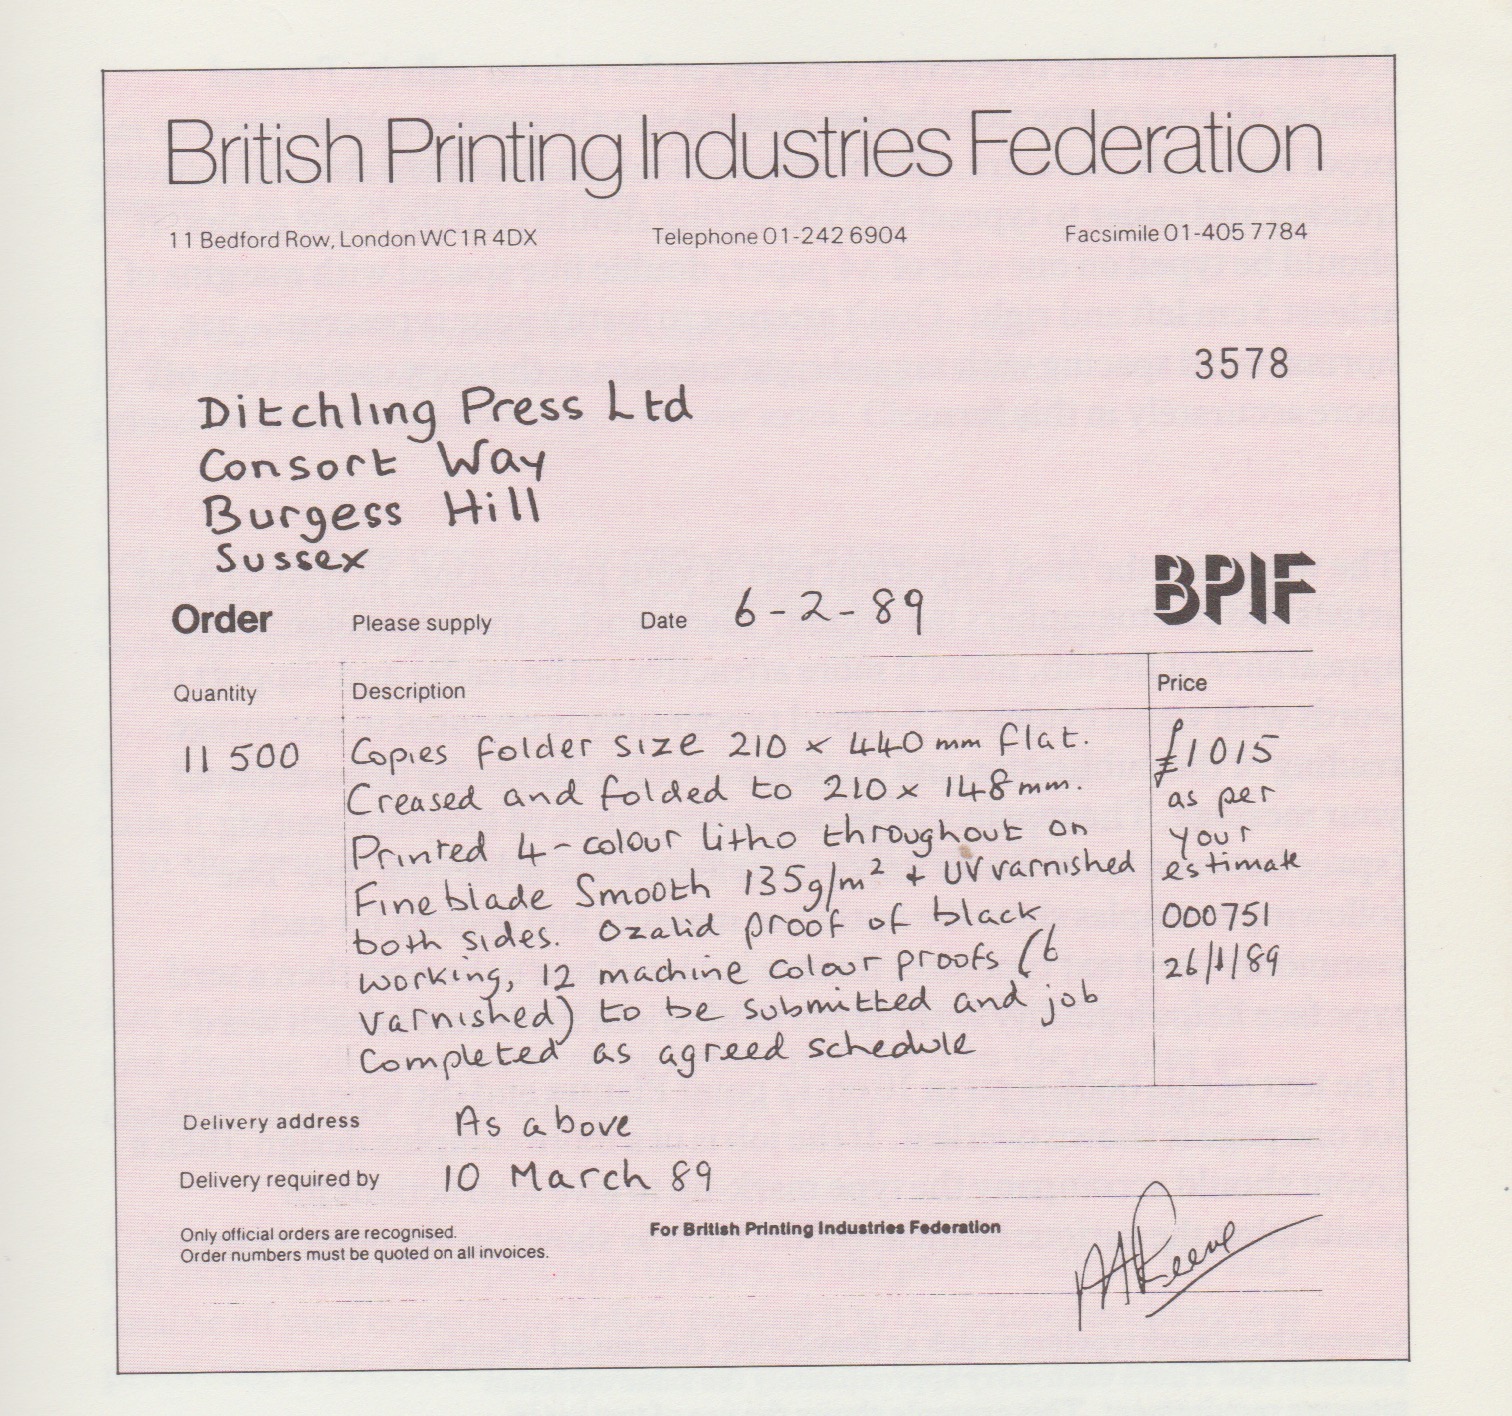 British Printing Industries Federation
11 Bedford Row, London WC1R 4DX Telephone 01-242 6904 Facsimile 01-405 7784
3578
Ditchling Press Ltd
Consort Way
Burgess Hill
Sussex
BPIF
Order Please supply Date 6-2-89
Quantity Description Price
11 500 Copies folder size 210 x 440 mm flat. £1015
Creased and folded to 210 x 148 mm. as per
Printed 4-colour litho throughout on your
Fineblade Smooth 135g/m² + UV varnished estimate
both sides. Ozalid proof of black 000751
working, 12 machine colour proofs (6 26/1/89
varnished) to be submitted and job
completed as agreed schedule
Delivery address As above
Delivery required by 10 March 89
Only official orders are recognised. For British Printing Industries Federation
Order numbers must be quoted on all invoices.